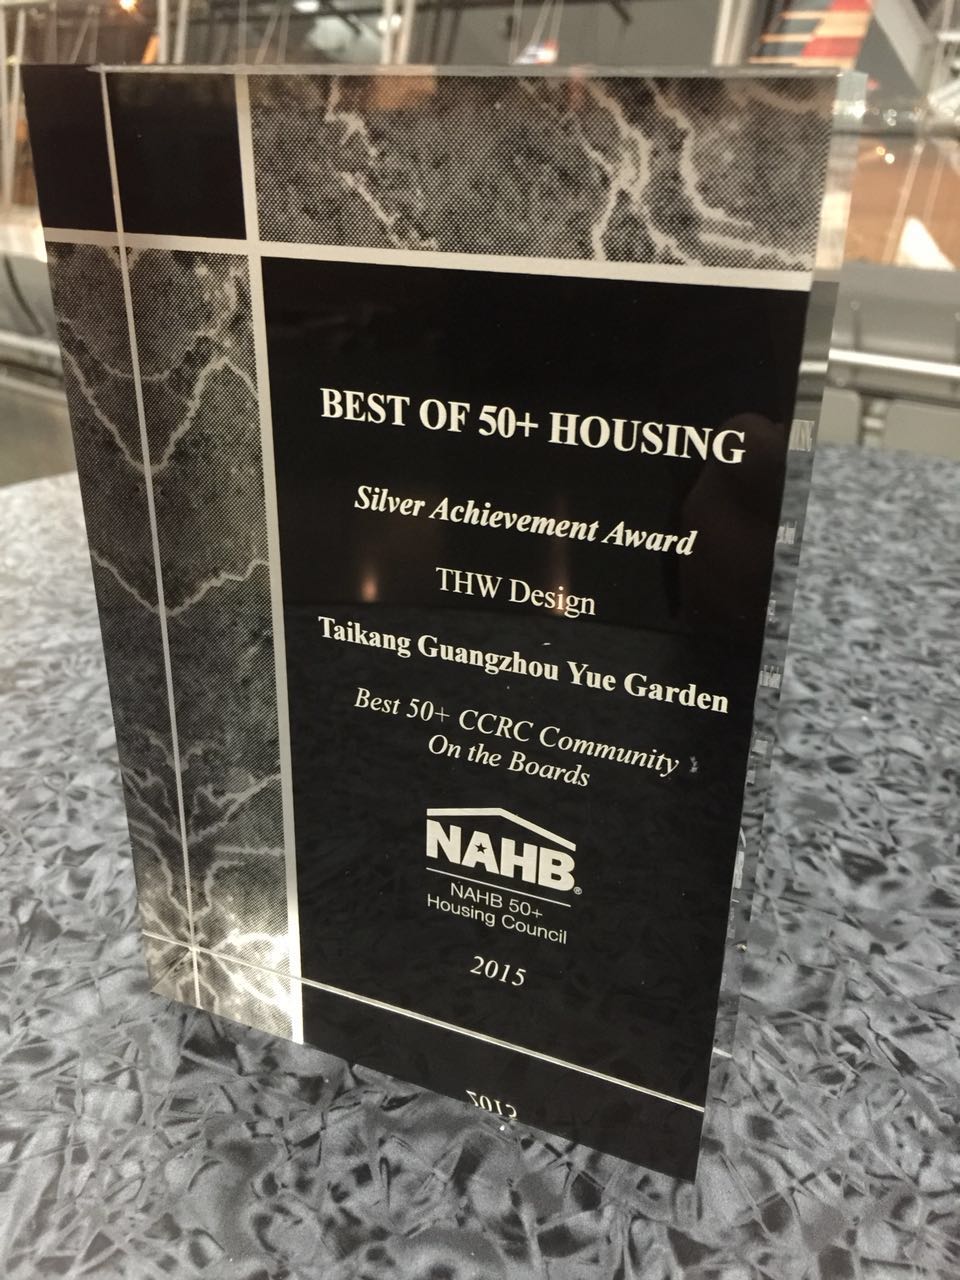 BEST OF 50+ HOUSING
Silver Achievement Award
THW Design
Taikang Guangzhou Yue Garden
Best 50+ CCRC Community
On the Boards
NAHB®
NAHB 50+
Housing Council
2015